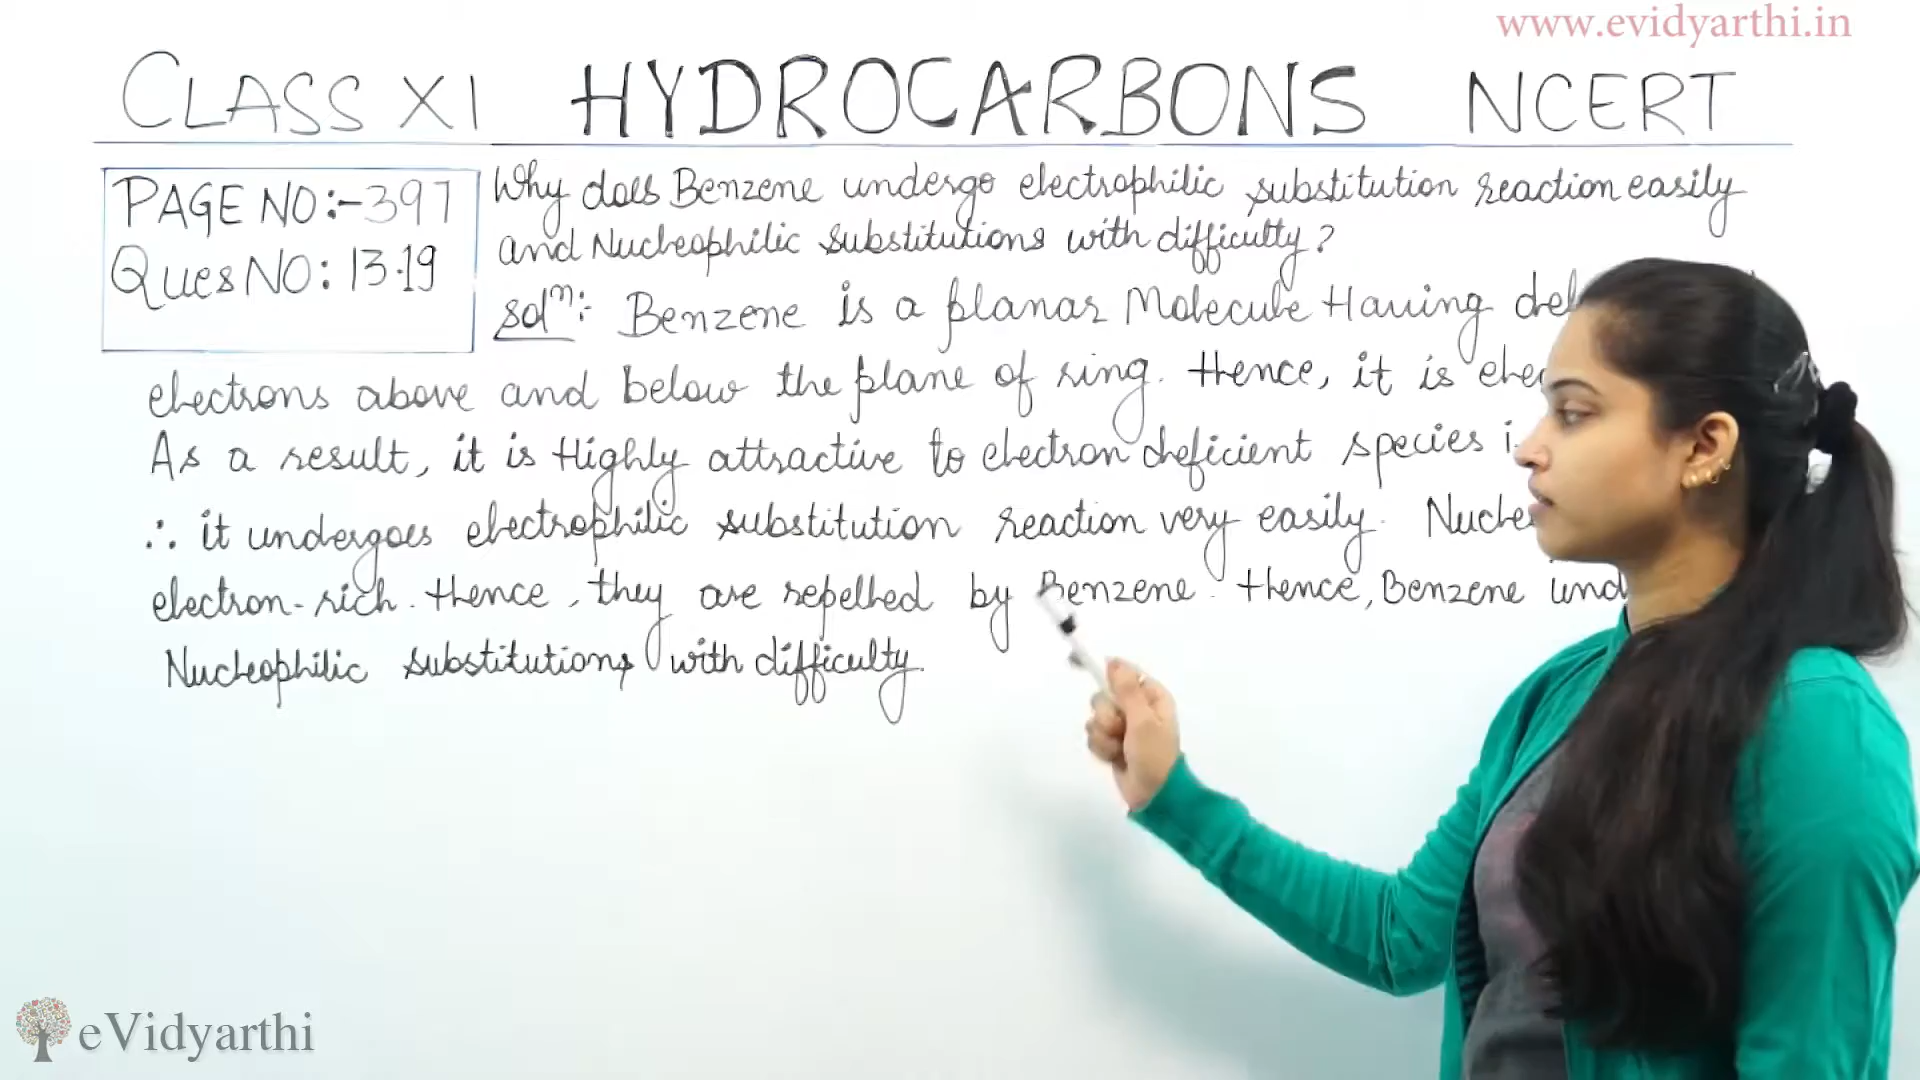 www.evidyarthi.in
CLASS XI HYDROCARBONS NCERT
PAGE NO:-397
Ques NO: 13.19
Why does Benzene undergo electrophilic substitution reaction easily
and Nucleophilic substitutions with difficulty?
solⁿ: Benzene is a planar Molecule Having
electrons above and below the plane of ring. Hence, it is
As a result, it is Highly attractive to electron deficient species
∴ it undergoes electrophilic substitution reaction very easily.
electron-rich. Hence, they are repelled by Benzene. Hence, Benzene
Nucleophilic substitutions with difficulty.
eVidyarthi